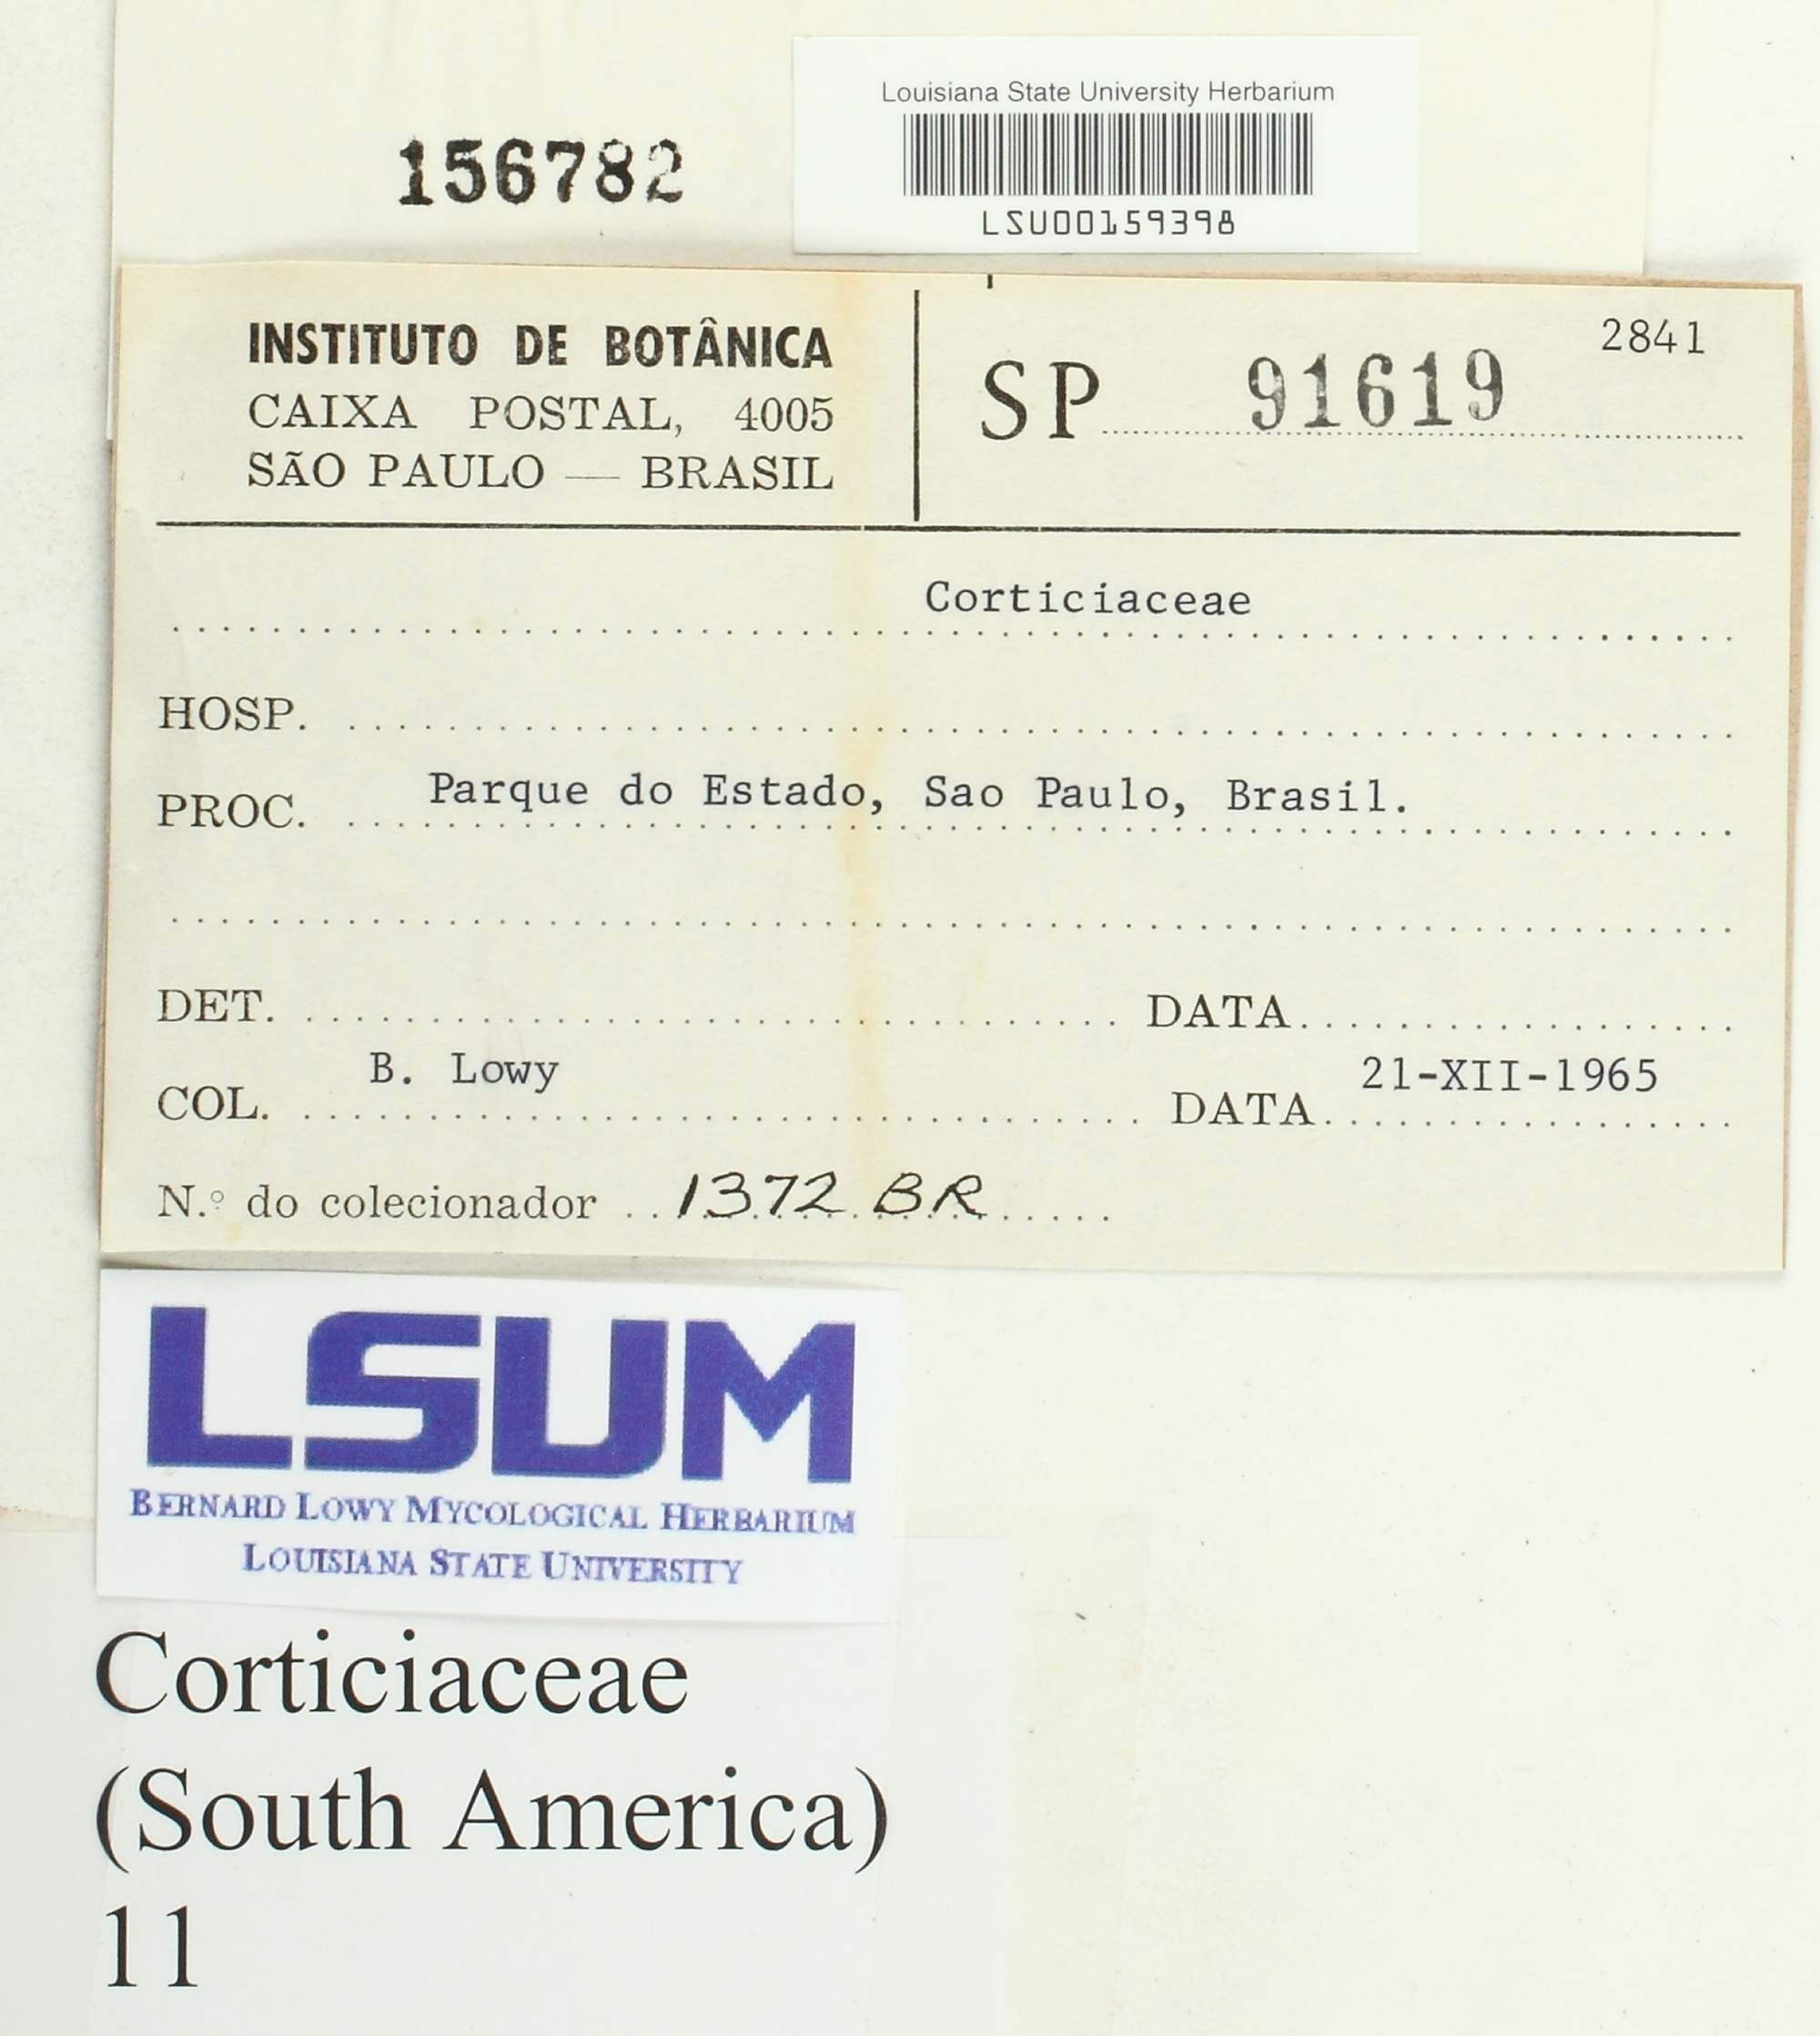 Louisiana State University Herbarium
156782
LSU00159398
INSTITUTO DE BOTÂNICA
CAIXA POSTAL, 4005
SÃO PAULO — BRASIL
2841
SP 91619
Corticiaceae
HOSP.
PROC. Parque do Estado, Sao Paulo, Brasil.
DET. DATA
COL. B. Lowy DATA 21-XII-1965
N.º do colecionador 1372 BR
LSUM
BERNARD LOWY MYCOLOGICAL HERBARIUM
LOUISIANA STATE UNIVERSITY
Corticiaceae
(South America)
11